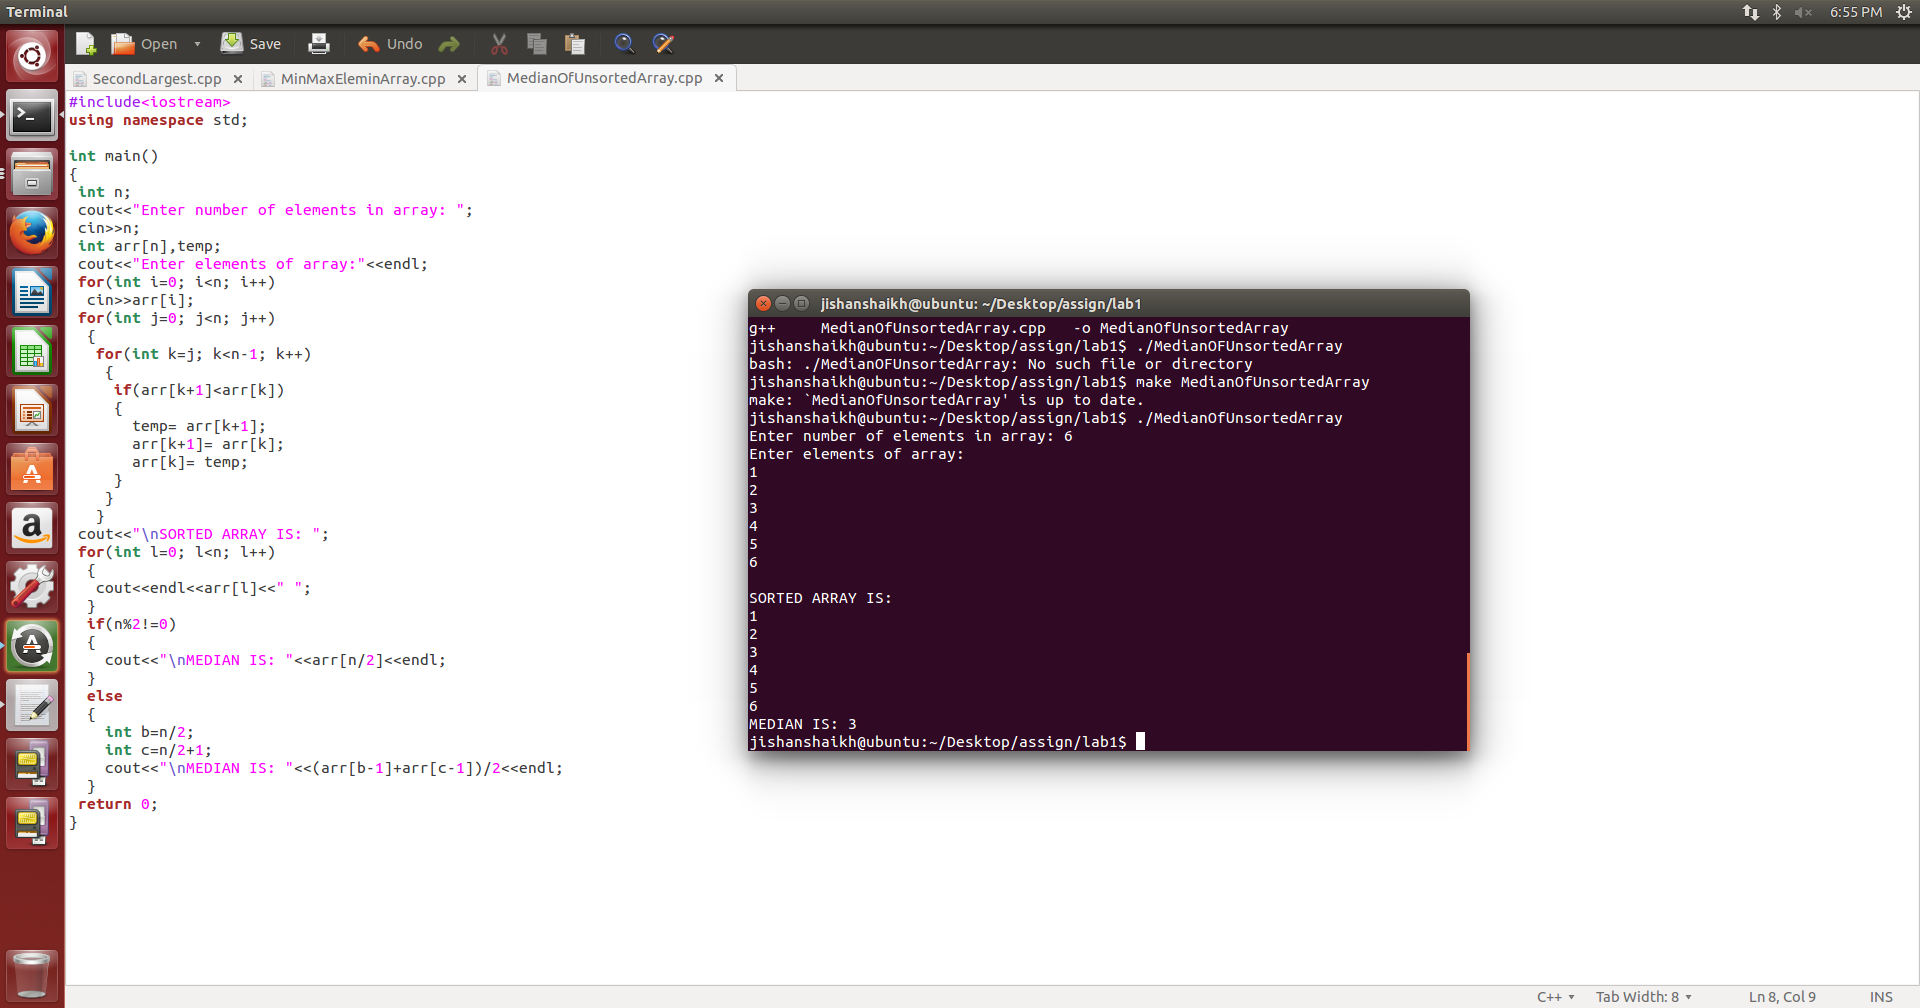 Terminal
6:55 PM
Open
Save
Undo
SecondLargest.cpp
MinMaxEleminArray.cpp
MedianOfUnsortedArray.cpp
#include<iostream>
using namespace std;
int main()
{
int n;
cout<<"Enter number of elements in array: ";
cin>>n;
int arr[n],temp;
cout<<"Enter elements of array:"<<endl;
for(int i=0; i<n; i++)
cin>>arr[i];
for(int j=0; j<n; j++)
{
for(int k=j; k<n-1; k++)
{
if(arr[k+1]<arr[k])
{
temp= arr[k+1];
arr[k+1]= arr[k];
arr[k]= temp;
}
}
}
cout<<"\nSORTED ARRAY IS: ";
for(int l=0; l<n; l++)
{
cout<<endl<<arr[l]<<" ";
}
if(n%2!=0)
{
cout<<"\nMEDIAN IS: "<<arr[n/2]<<endl;
}
else
{
int b=n/2;
int c=n/2+1;
cout<<"\nMEDIAN IS: "<<(arr[b-1]+arr[c-1])/2<<endl;
}
return 0;
}
jishanshaikh@ubuntu: ~/Desktop/assign/lab1
g++     MedianOfUnsortedArray.cpp   -o MedianOfUnsortedArray
jishanshaikh@ubuntu:~/Desktop/assign/lab1$ ./MedianOFUnsortedArray
bash: ./MedianOFUnsortedArray: No such file or directory
jishanshaikh@ubuntu:~/Desktop/assign/lab1$ make MedianOfUnsortedArray
make: `MedianOfUnsortedArray' is up to date.
jishanshaikh@ubuntu:~/Desktop/assign/lab1$ ./MedianOfUnsortedArray
Enter number of elements in array: 6
Enter elements of array:
1
2
3
4
5
6
SORTED ARRAY IS:
1
2
3
4
5
6
MEDIAN IS: 3
jishanshaikh@ubuntu:~/Desktop/assign/lab1$
C++
Tab Width: 8
Ln 8, Col 9
INS